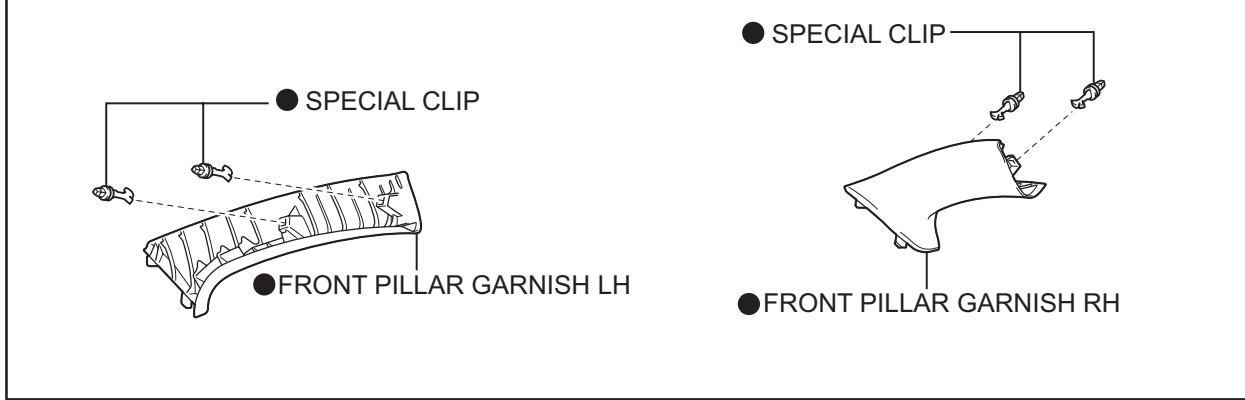 ● SPECIAL CLIP
● SPECIAL CLIP
●FRONT PILLAR GARNISH LH
●FRONT PILLAR GARNISH RH